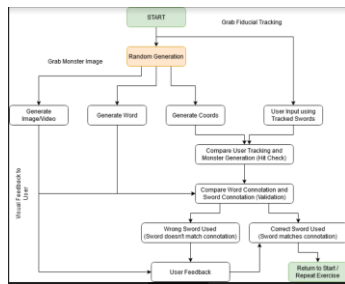 START
Grab Fiducial Tracking
Random Generation
Grab Monster Image
Generate
Image/Video
Generate Word
Generate Coords
User Input using
Tracked Swords
Compare User Tracking and
Monster Generation (Hit Check)
Visual Feedback to
User
Compare Word Connotation and
Sword Connotation (Validation)
Wrong Sword Used
(Sword doesn't match connotation)
Correct Sword Used
(Sword matches connotation)
User Feedback
Return to Start /
Repeat Exercise